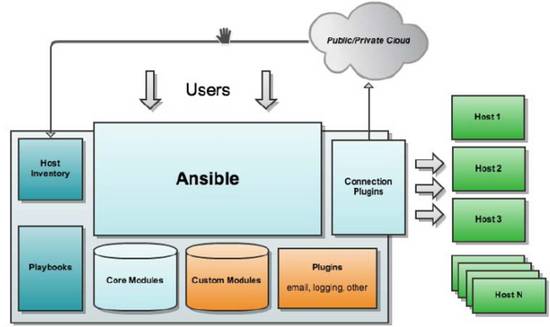 Public/Private Cloud
Users
Host 1
Host
Inventory
Ansible
Connection
Plugins
Host 2
Host 3
Playbooks
Core Modules
Custom Modules
Plugins
email, logging, other
Host N